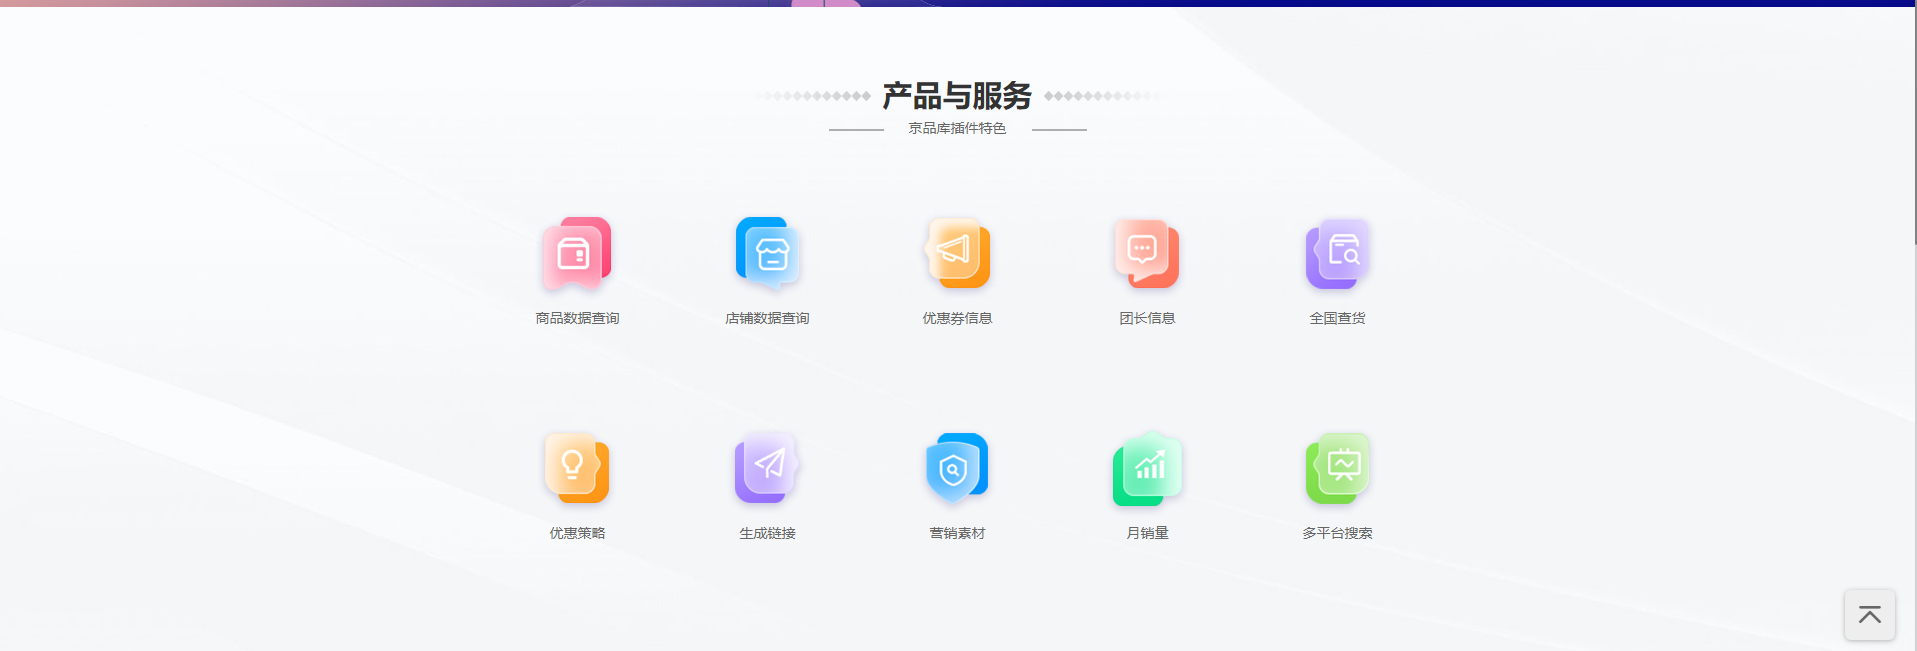 产品与服务
京品库插件特色
商品数据查询
店铺数据查询
优惠券信息
团长信息
全国查货
优惠策略
生成链接
营销素材
月销量
多平台搜索